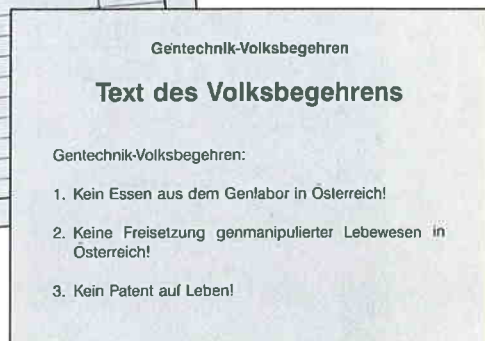 Gentechnik-Volksbegehren
Text des Volksbegehrens
Gentechnik-Volksbegehren:
1. Kein Essen aus dem Genlabor in Österreich!
2. Keine Freisetzung genmanipulierter Lebewesen in
Österreich!
3. Kein Patent auf Leben!